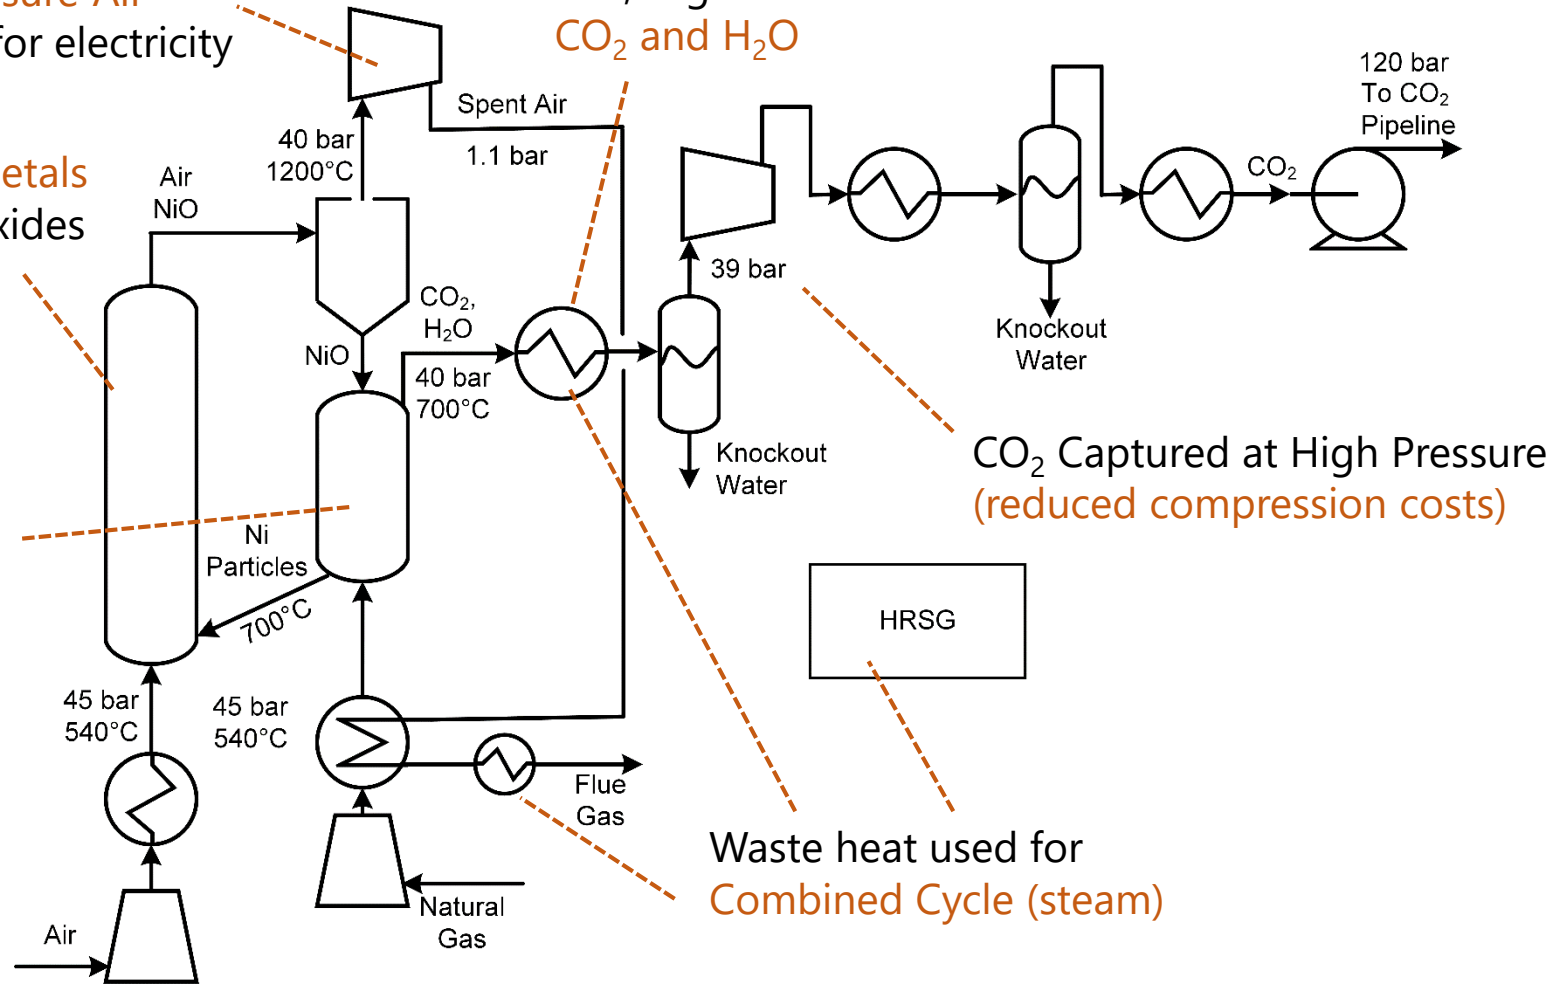 sure Air
for electricity
CO₂ and H₂O
120 bar
To CO₂
Pipeline
Spent Air
1.1 bar
40 bar
1200°C
etals
xides
Air
NiO
CO₂
39 bar
CO₂,
H₂O
NiO
40 bar
700°C
Knockout
Water
Knockout
Water
CO₂ Captured at High Pressure
(reduced compression costs)
Ni
Particles
700°C
HRSG
45 bar
540°C
45 bar
540°C
Flue
Gas
Waste heat used for
Combined Cycle (steam)
Natural
Gas
Air